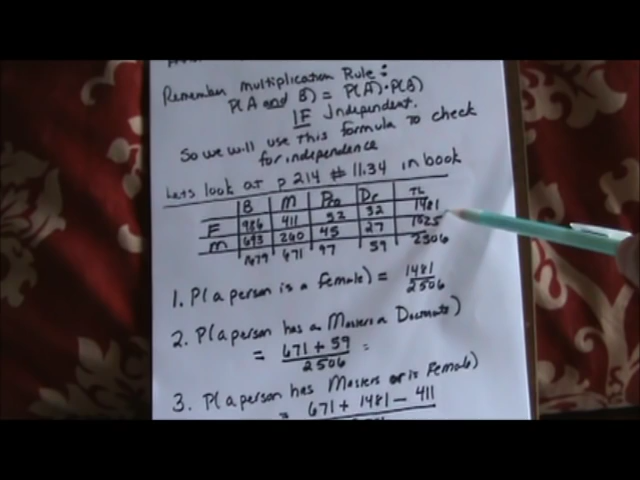 Remember Multiplication Rule:
P(A and B) = P(A)·P(B)
IF Independent.
So we will use this formula to check
for independence
Lets look at p 214 # 11.34 in book
B M Pro Dr TL
F 986 411 52 32 1481
M 693 260 45 27 1025
1679 671 97 59 2506
1. P(a person is a female) = 1481
2506
2. P(a person has a Masters or Doctorate)
= 671 + 59 =
2506
3. P(a person has Masters or is Female)
= 671 + 1481 - 411